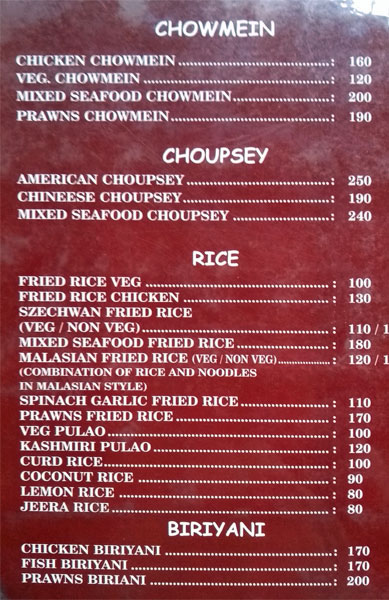 CHOWMEIN
CHICKEN CHOWMEIN........................................: 160
VEG. CHOWMEIN..................................................: 120
MIXED SEAFOOD CHOWMEIN..........................: 200
PRAWNS CHOWMEIN..........................................: 190
CHOUPSEY
AMERICAN CHOUPSEY......................................: 250
CHINEESE CHOUPSEY.......................................: 190
MIXED SEAFOOD CHOUPSEY...........................: 240
RICE
FRIED RICE VEG ................................................: 100
FRIED RICE CHICKEN .......................................: 130
SZECHWAN FRIED RICE
(VEG / NON VEG)..................................................: 110 / 1
MIXED SEAFOOD FRIED RICE..........................: 180
MALASIAN FRIED RICE (VEG / NON VEG)..................: 120 / 1
(COMBINATION OF RICE AND NOODLES
IN MALASIAN STYLE)
SPINACH GARLIC FRIED RICE.........................: 110
PRAWNS FRIED RICE.........................................: 170
VEG PULAO..........................................................: 100
KASHMIRI PULAO...............................................: 120
CURD RICE...........................................................: 100
COCONUT RICE ...................................................: 90
LEMON RICE .......................................................: 80
JEERA RICE.........................................................: 80
BIRIYANI
CHICKEN BIRIYANI .............................................: 170
FISH BIRIYANI .....................................................: 170
PRAWNS BIRIANI .................................................: 200